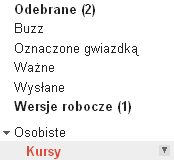 Odebrane (2)
Buzz
Oznaczone gwiazdką
Ważne
Wysłane
Wersje robocze (1)
Osobiste
Kursy